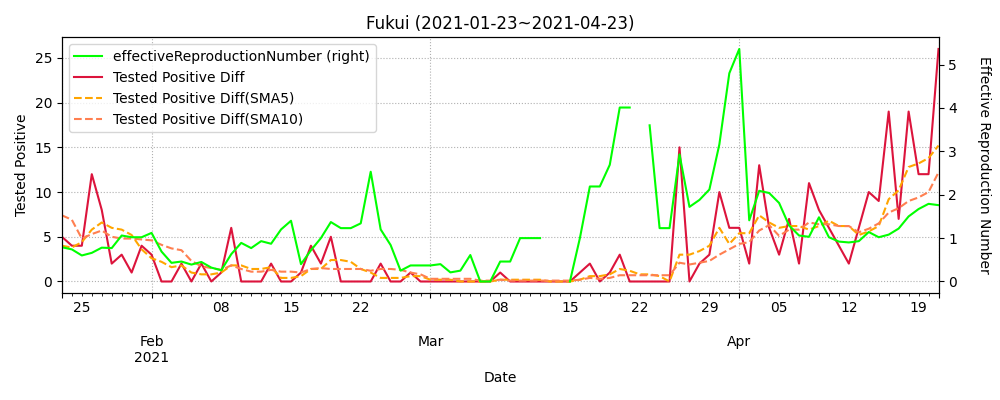 Fukui (2021-01-23~2021-04-23)
effectiveReproductionNumber (right)
Tested Positive Diff
Tested Positive Diff(SMA5)
Tested Positive Diff(SMA10)
Tested Positive
25
20
15
10
5
0
Effective Reproduction Number
5
4
3
2
1
0
25 08 15 22 08 15 22 29 05 12 19
Feb Mar Apr
2021
Date